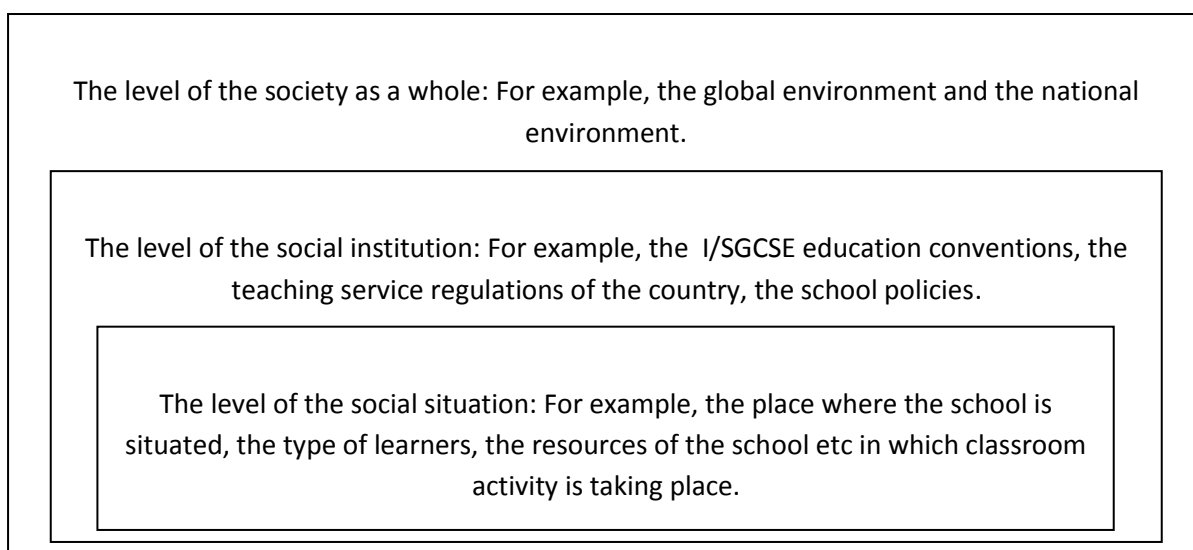 The level of the society as a whole: For example, the global environment and the national
environment.
The level of the social institution: For example, the I/SGCSE education conventions, the
teaching service regulations of the country, the school policies.
The level of the social situation: For example, the place where the school is
situated, the type of learners, the resources of the school etc in which classroom
activity is taking place.